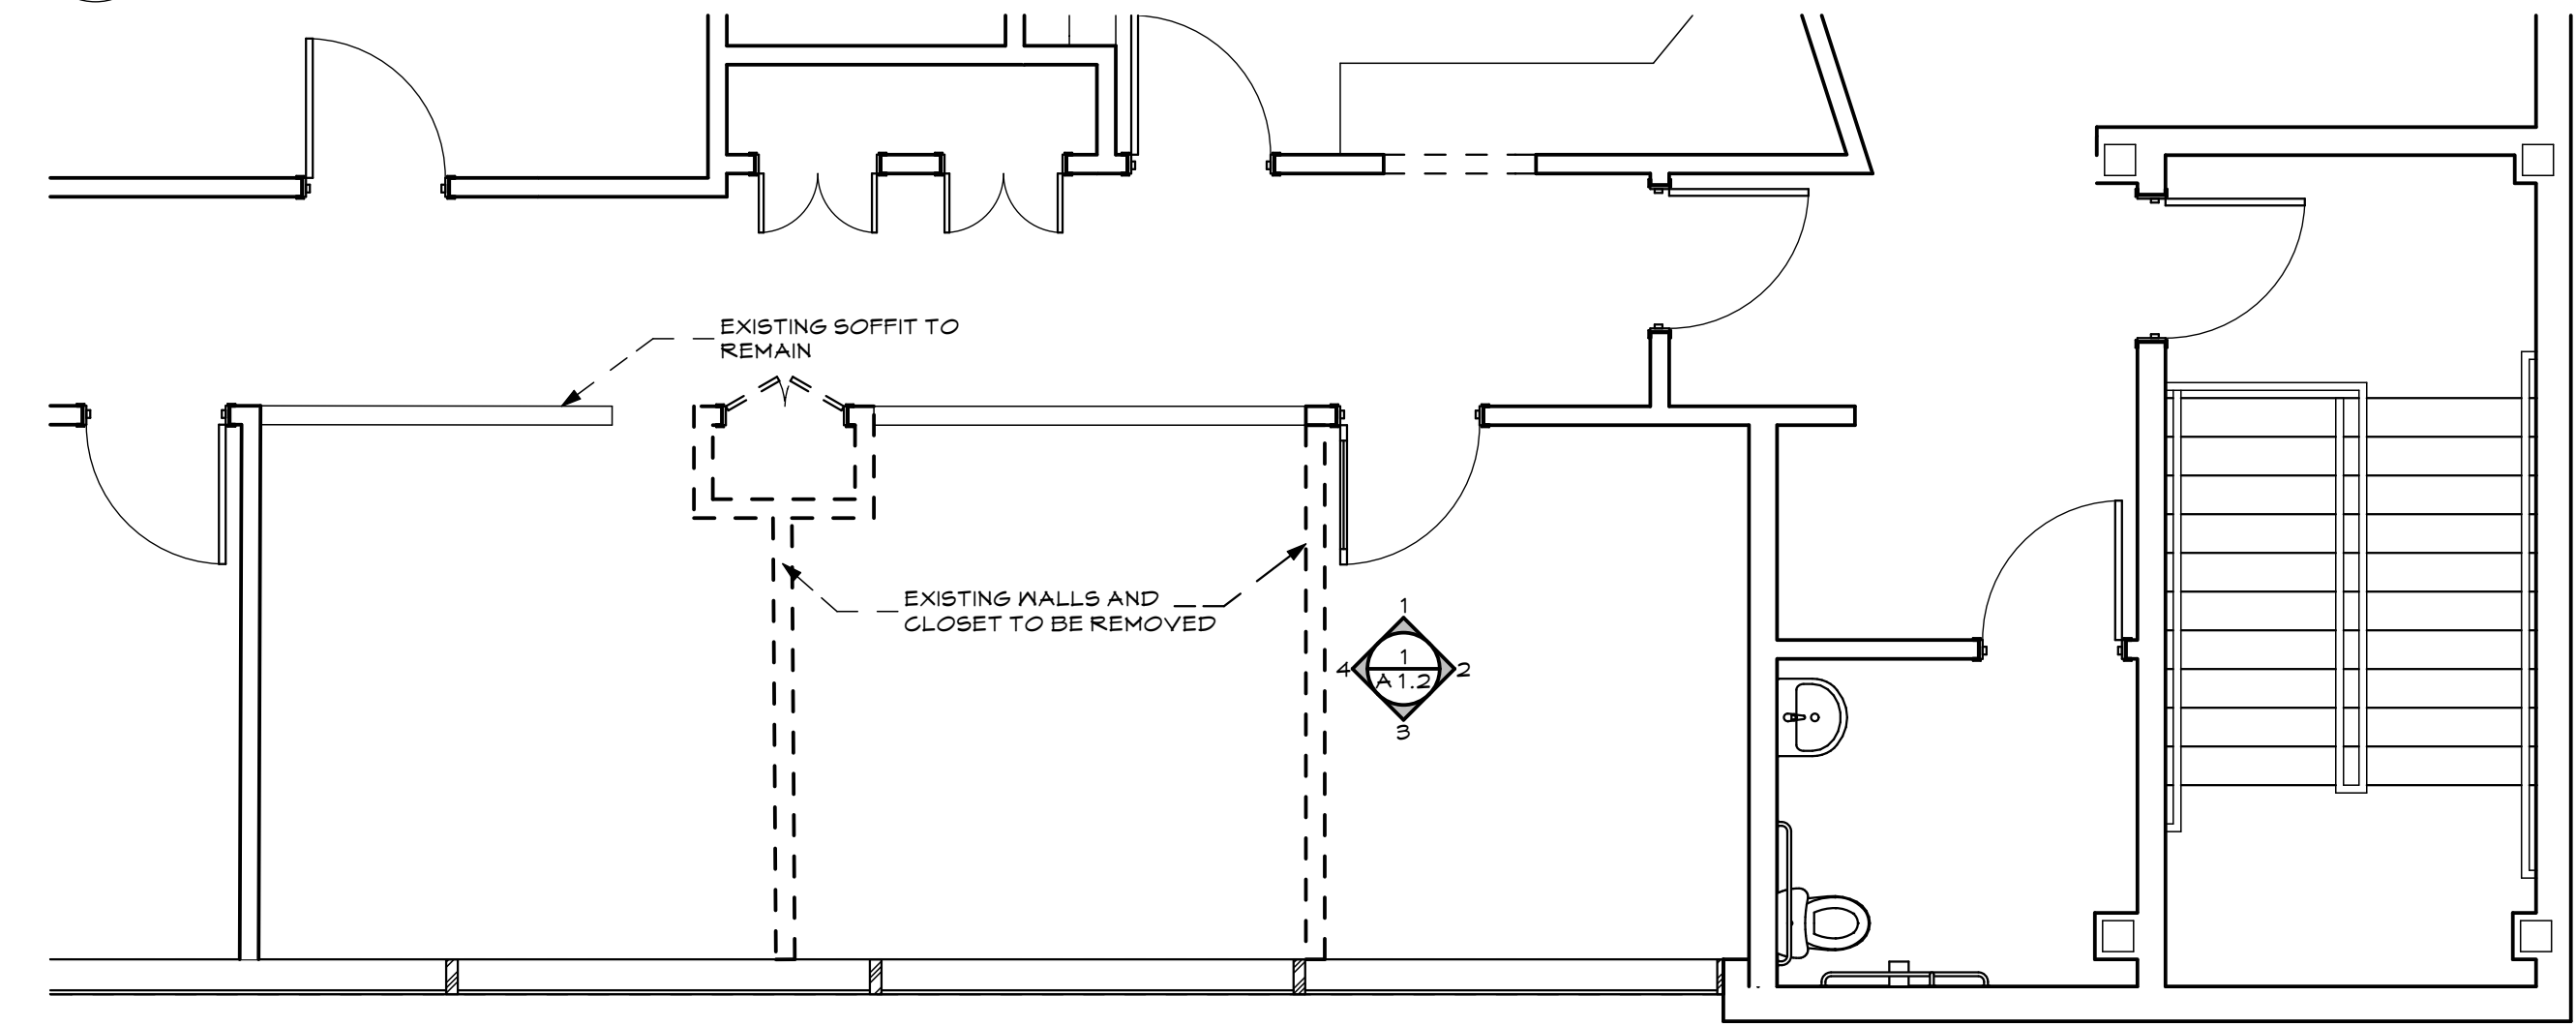 EXISTING SOFFIT TO
REMAIN
EXISTING WALLS AND
CLOSET TO BE REMOVED
1
4
1
2
A 1.2
3